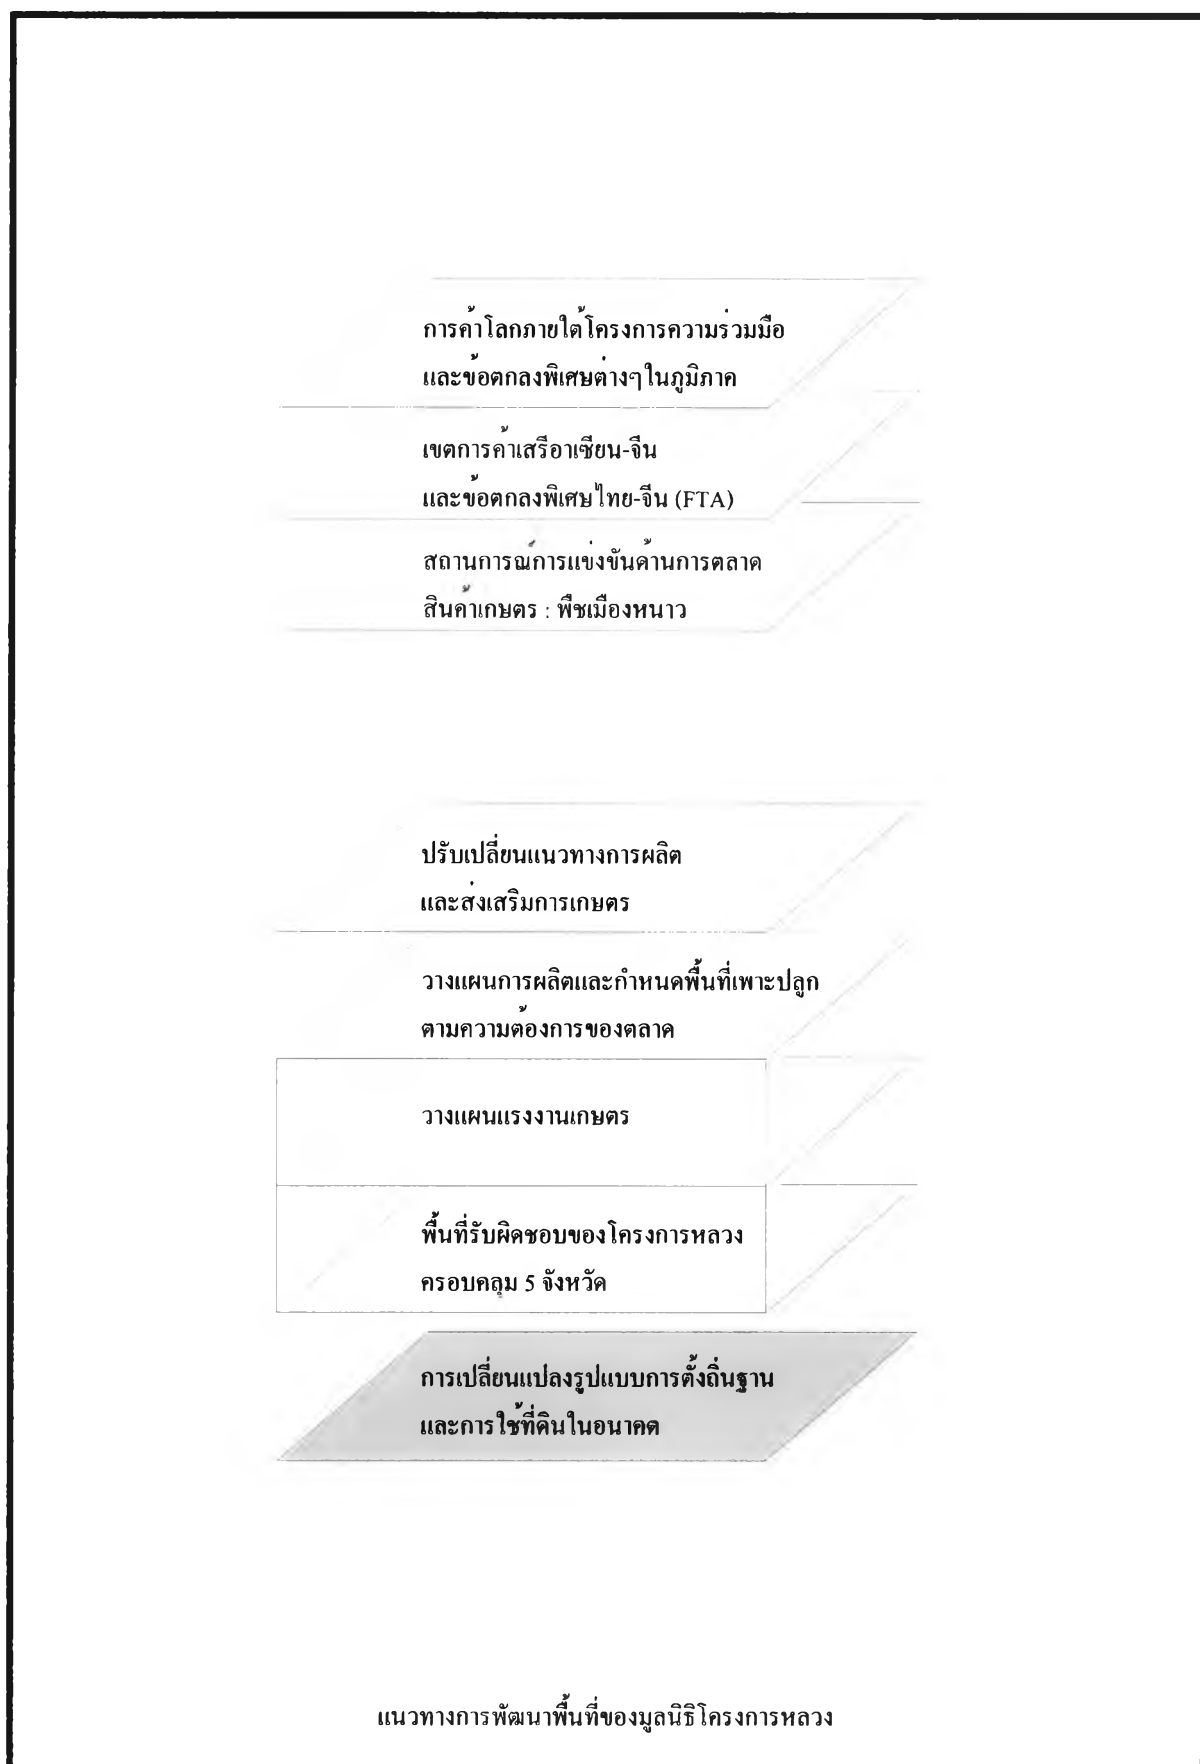 การค้าโลกภายใต้โครงการความร่วมมือ
และข้อตกลงพิเศษต่างๆในภูมิภาค
เขตการค้าเสรีอาเซียน-จีน
และข้อตกลงพิเศษไทย-จีน (FTA)
สถานการณ์การแข่งขันด้านการตลาด
สินค้าเกษตร : พืชเมืองหนาว
ปรับเปลี่ยนแนวทางการผลิต
และส่งเสริมการเกษตร
วางแผนการผลิตและกำหนดพื้นที่เพาะปลูก
ตามความต้องการของตลาด
วางแผนแรงงานเกษตร
พื้นที่รับผิดชอบของโครงการหลวง
ครอบคลุม 5 จังหวัด
การเปลี่ยนแปลงรูปแบบการตั้งถิ่นฐาน
และการใช้ที่ดินในอนาคต
แนวทางการพัฒนาพื้นที่ของมูลนิธิโครงการหลวง